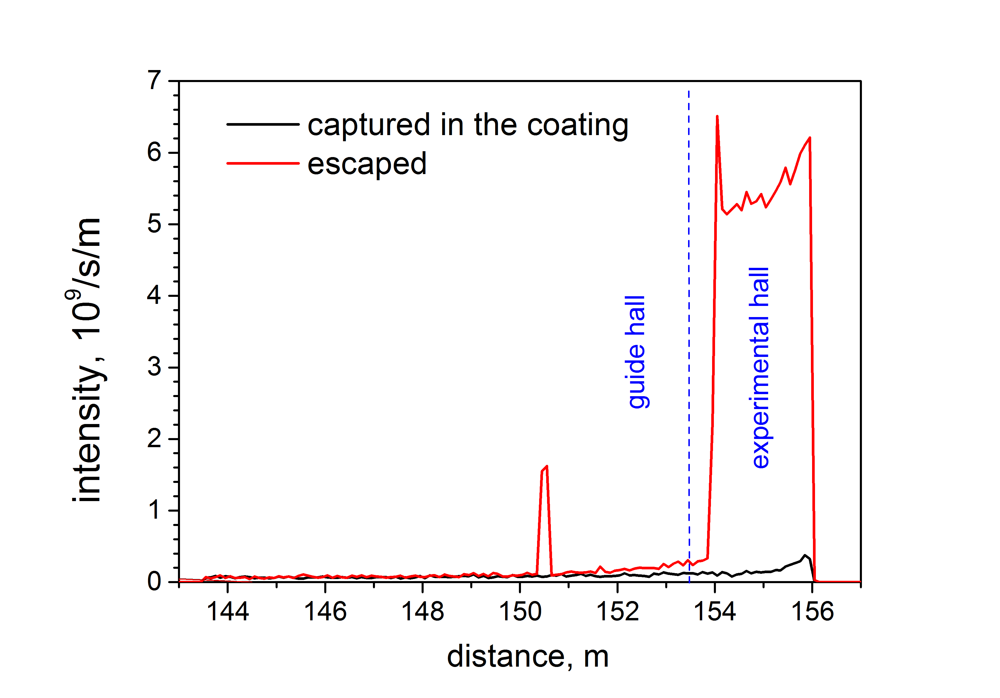 7
6
5
4
3
2
1
0
intensity, 10⁹/s/m
captured in the coating
escaped
guide hall
experimental hall
144 146 148 150 152 154 156
distance, m